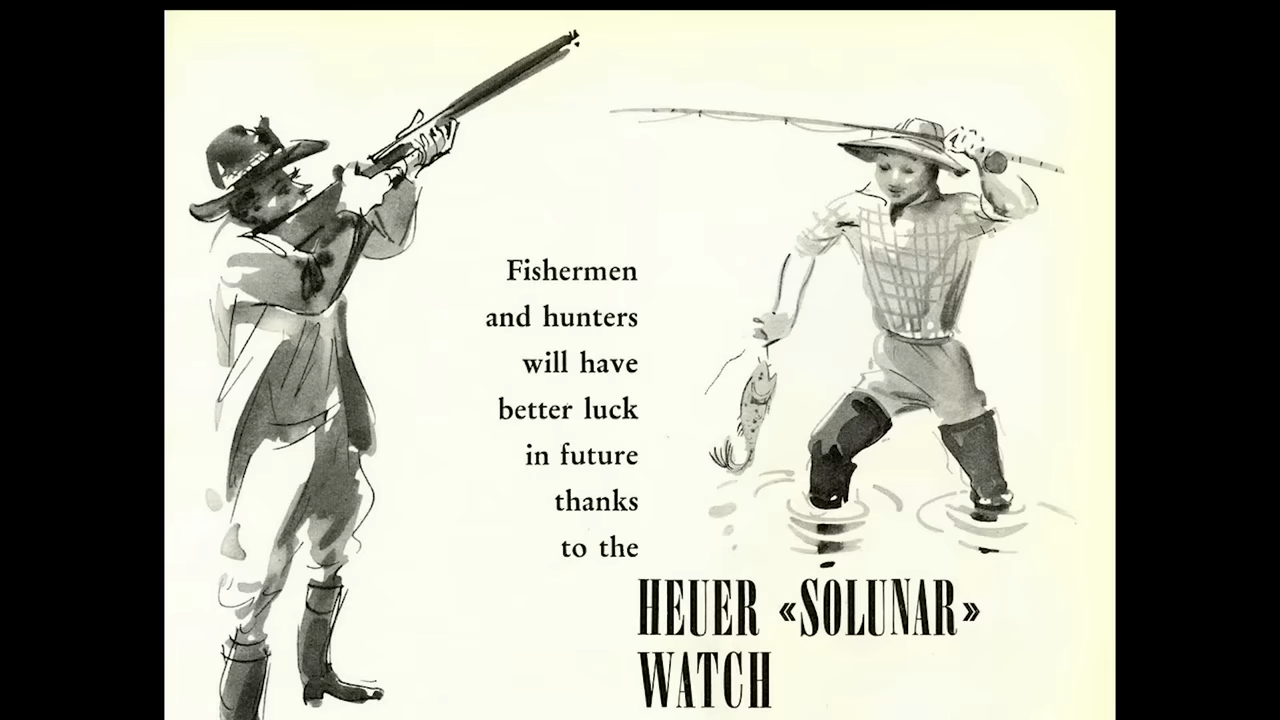 Fishermen
and hunters
will have
better luck
in future
thanks
to the
HEUER «SOLUNAR»
WATCH